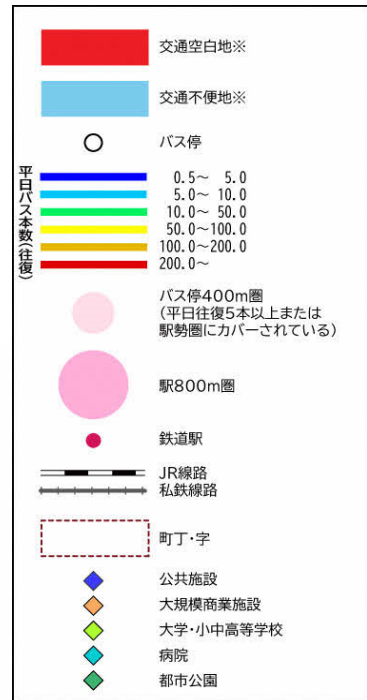 交通空白地※
交通不便地※
バス停
平日バス本数(往復)
0.5~ 5.0
5.0~ 10.0
10.0~ 50.0
50.0~100.0
100.0~200.0
200.0~
バス停400m圏
(平日往復5本以上または
駅勢圏にカバーされている)
駅800m圏
鉄道駅
JR線路
私鉄線路
町丁・字
公共施設
大規模商業施設
大学・小中高等学校
病院
都市公園